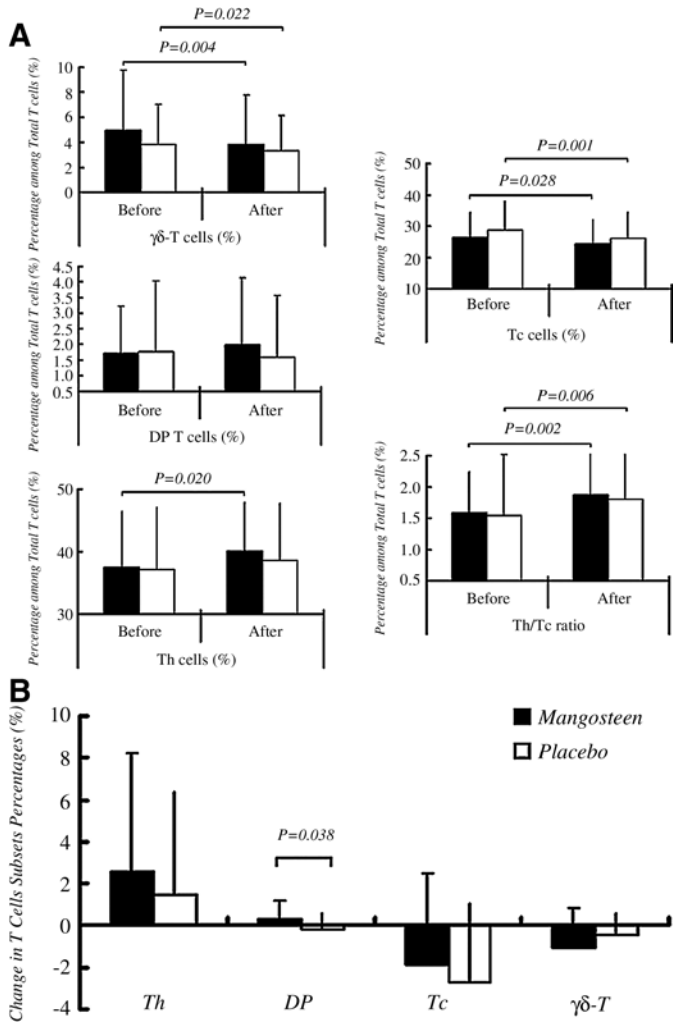 A
P=0.022
P=0.004
Percentage among Total T cells (%)
10
8
6
4
2
0
Before
After
γδ-T cells (%)
Percentage among Total T cells (%)
4.5
4.0
3.5
3.0
2.5
2.0
1.5
1.0
0.5
Before
After
DP T cells (%)
Percentage among Total T cells (%)
P=0.020
50
40
30
Before
After
Th cells (%)
P=0.001
P=0.028
Percentage among Total T cells (%)
50
40
30
20
10
Before
After
Tc cells (%)
P=0.006
P=0.002
Percentage among Total T cells (%)
2.5
2.0
1.5
1.0
0.5
Before
After
Th/Tc ratio
B
Change in T Cells Subsets Percentages (%)
10
8
6
4
2
0
-2
-4
Mangosteen
Placebo
P=0.038
Th
DP
Tc
γδ-T